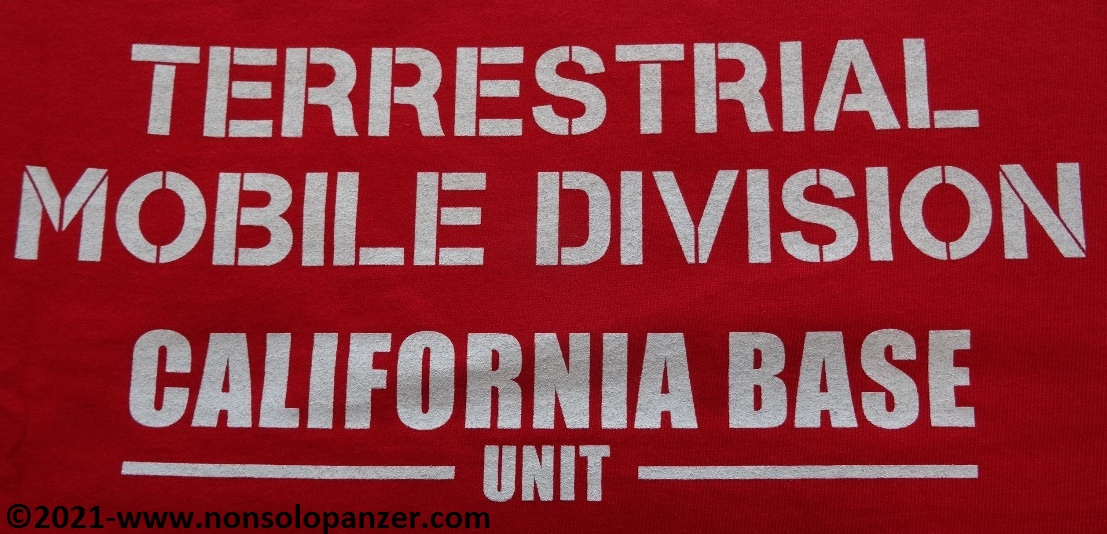 TERRESTRIAL
MOBILE DIVISION
CALIFORNIA BASE
UNIT
©2021-www.nonsolopanzer.com